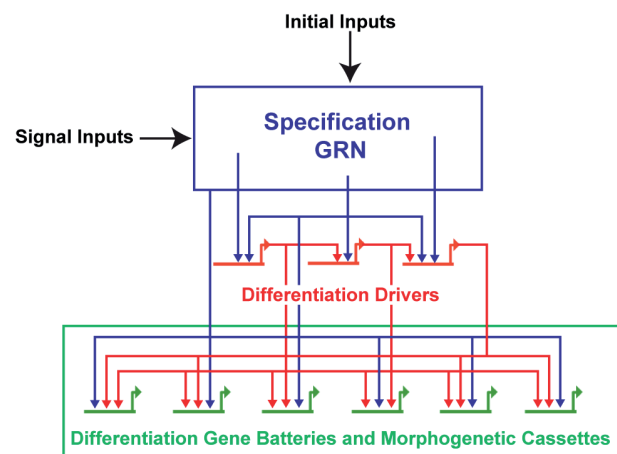 Initial Inputs
Signal Inputs
Specification
GRN
Differentiation Drivers
Differentiation Gene Batteries and Morphogenetic Cassettes